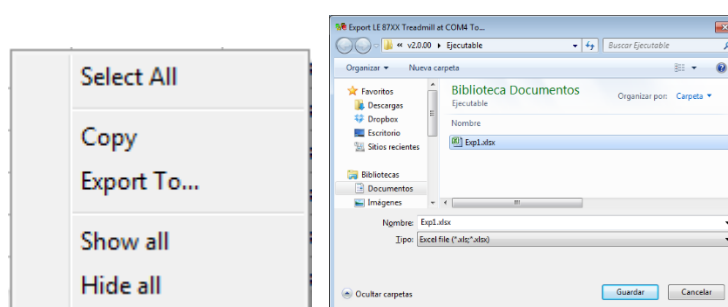 Select All
Copy
Export To...
Show all
Hide all
Export LE 87XX Treadmill at COM4 To...
« v2.0.00 ▸ Ejecutable
Buscar Ejecutable
Organizar
Nueva carpeta
Favoritos
Descargas
Dropbox
Escritorio
Sitios recientes
Bibliotecas
Documentos
Imágenes
Biblioteca Documentos
Ejecutable
Organizar por: Carpeta
Nombre
Exp1.xlsx
Nombre: Exp1.xlsx
Tipo: Excel file (*.xls;*.xlsx)
Ocultar carpetas
Guardar
Cancelar